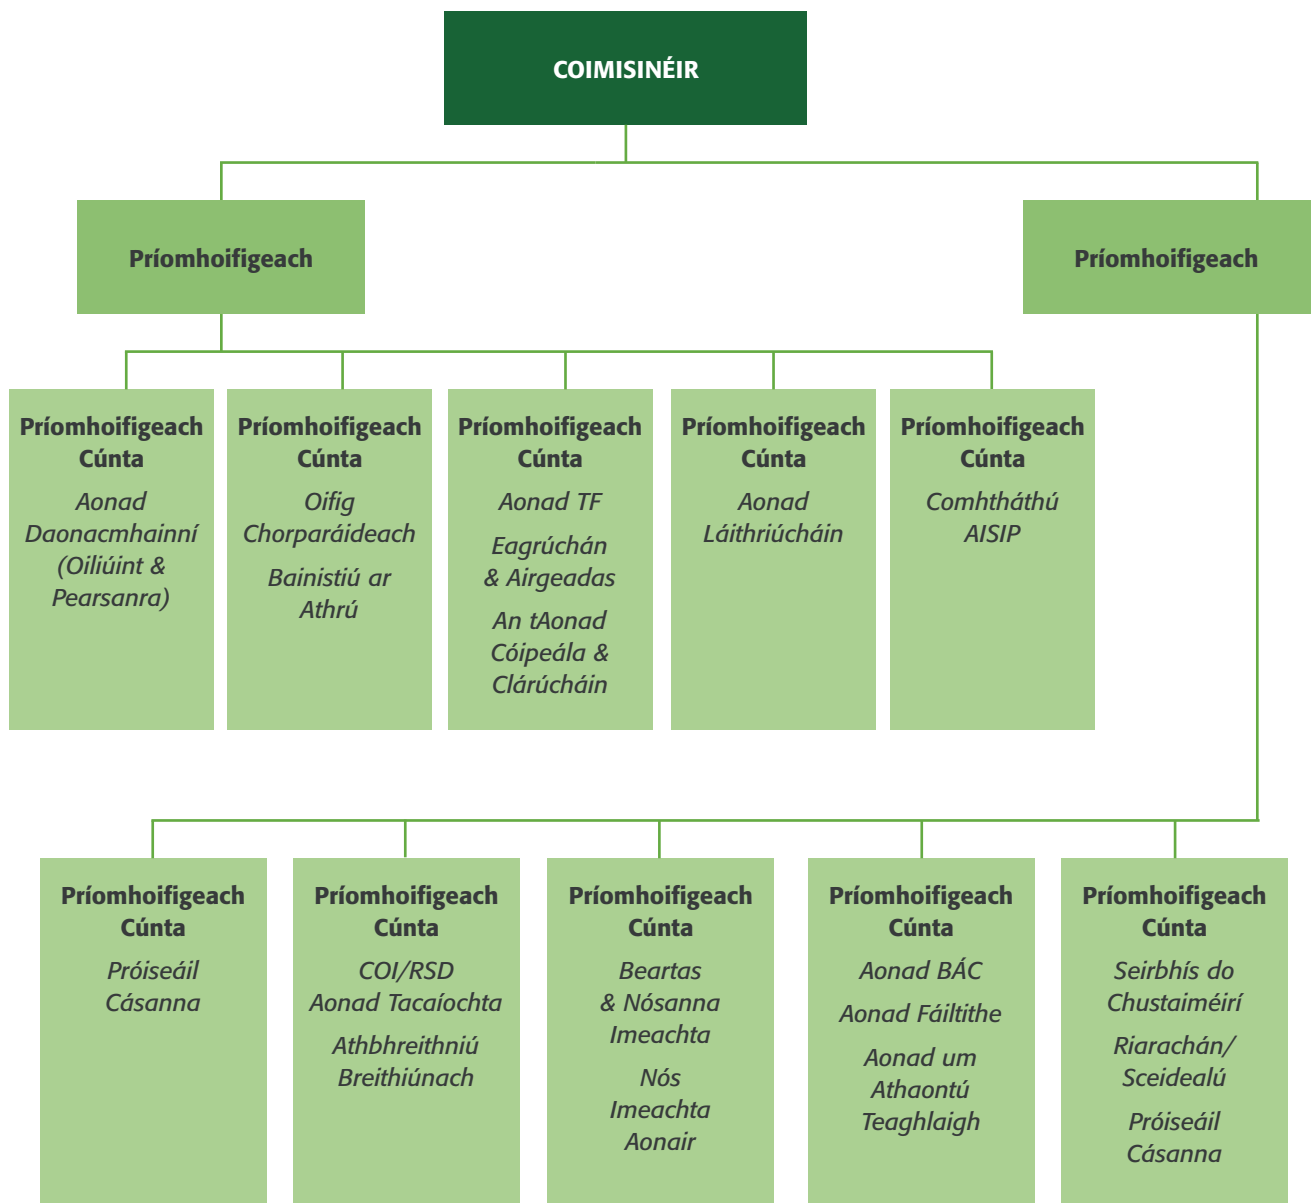 COIMISINÉIR
Príomhoifigeach
Príomhoifigeach
Príomhoifigeach
Cúnta
Aonad
Daonacmhainní
(Oiliúint &
Pearsanra)
Príomhoifigeach
Cúnta
Oifig
Chorparáideach
Bainistiú ar
Athrú
Príomhoifigeach
Cúnta
Aonad TF
Eagrúchán
& Airgeadas
An tAonad
Cóipeála &
Clárúcháin
Príomhoifigeach
Cúnta
Aonad
Láithriúcháin
Príomhoifigeach
Cúnta
Comhtháthú
AISIP
Príomhoifigeach
Cúnta
Próiseáil
Cásanna
Príomhoifigeach
Cúnta
COI/RSD
Aonad Tacaíochta
Athbhreithniú
Breithiúnach
Príomhoifigeach
Cúnta
Beartas
& Nósanna
Imeachta
Nós
Imeachta
Aonair
Príomhoifigeach
Cúnta
Aonad BÁC
Aonad Fáiltithe
Aonad um
Athaontú
Teaghlaigh
Príomhoifigeach
Cúnta
Seirbhís do
Chustaiméirí
Riarachán/
Sceidealú
Próiseáil
Cásanna